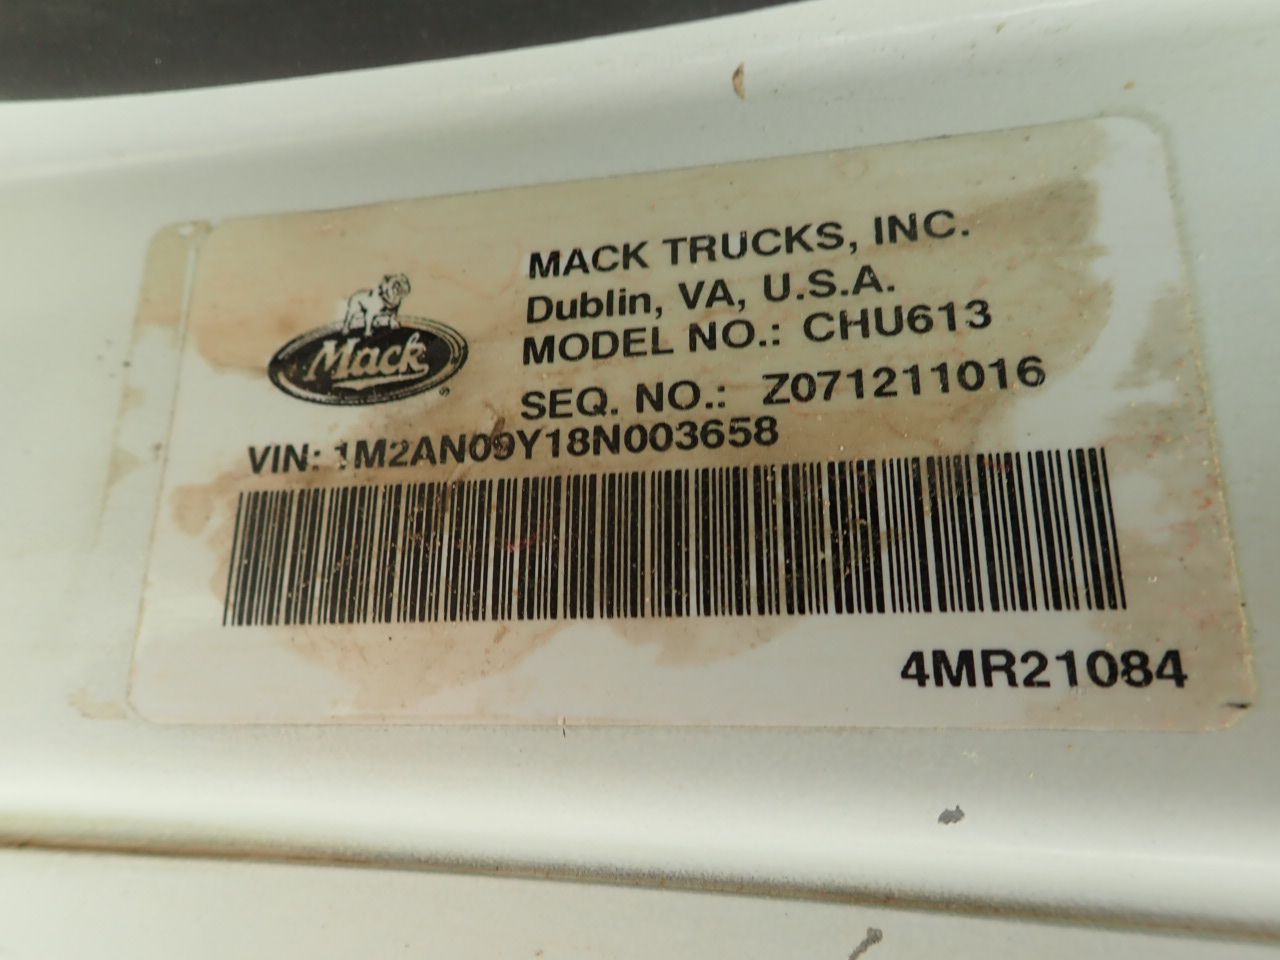 MACK TRUCKS, INC.
Dublin, VA, U.S.A.
MODEL NO.: CHU613
Mack
®
SEQ. NO.: Z071211016
VIN: 1M2AN09Y18N003658
4MR21084